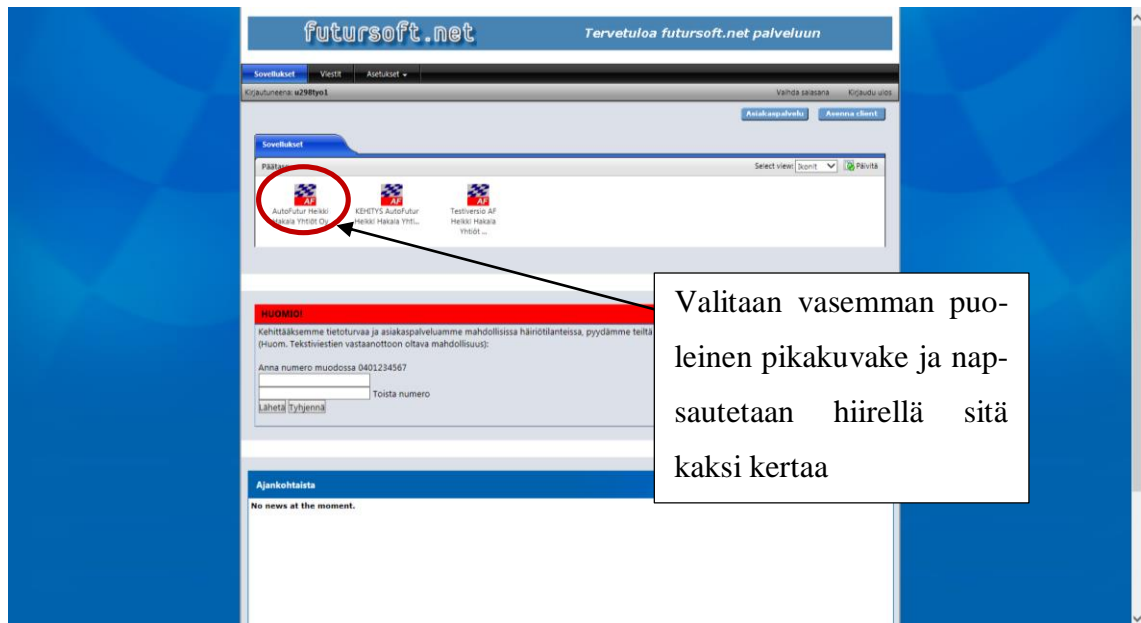 futursoft.net
Tervetuloa futursoft.net palveluun
Sovellukset Viestit Asetukset
Kirjautuneena: u298tyo1 Vaihda salasana Kirjaudu ulos
Asiakaspalvelu Asenna client
Sovellukset
Päätaso Select view: Ikonit Päivitä
AutoFutur Heikki Hakala Yhtiöt Oy...
KEHITYS AutoFutur Heikki Hakala Yhti...
Testiversio AF Heikki Hakala Yhtiöt ...
HUOMIO!
Kehittääksemme tietoturvaa ja asiakaspalveluamme mahdollisissa häiriötilanteissa, pyydämme teiltä
(Huom. Tekstiviestien vastaanottoon oltava mahdollisuus):
Anna numero muodossa 0401234567
Toista numero
Lähetä Tyhjennä
Valitaan vasemman puo-
leinen pikakuvake ja nap-
sautetaan hiirellä sitä
kaksi kertaa
Ajankohtaista
No news at the moment.